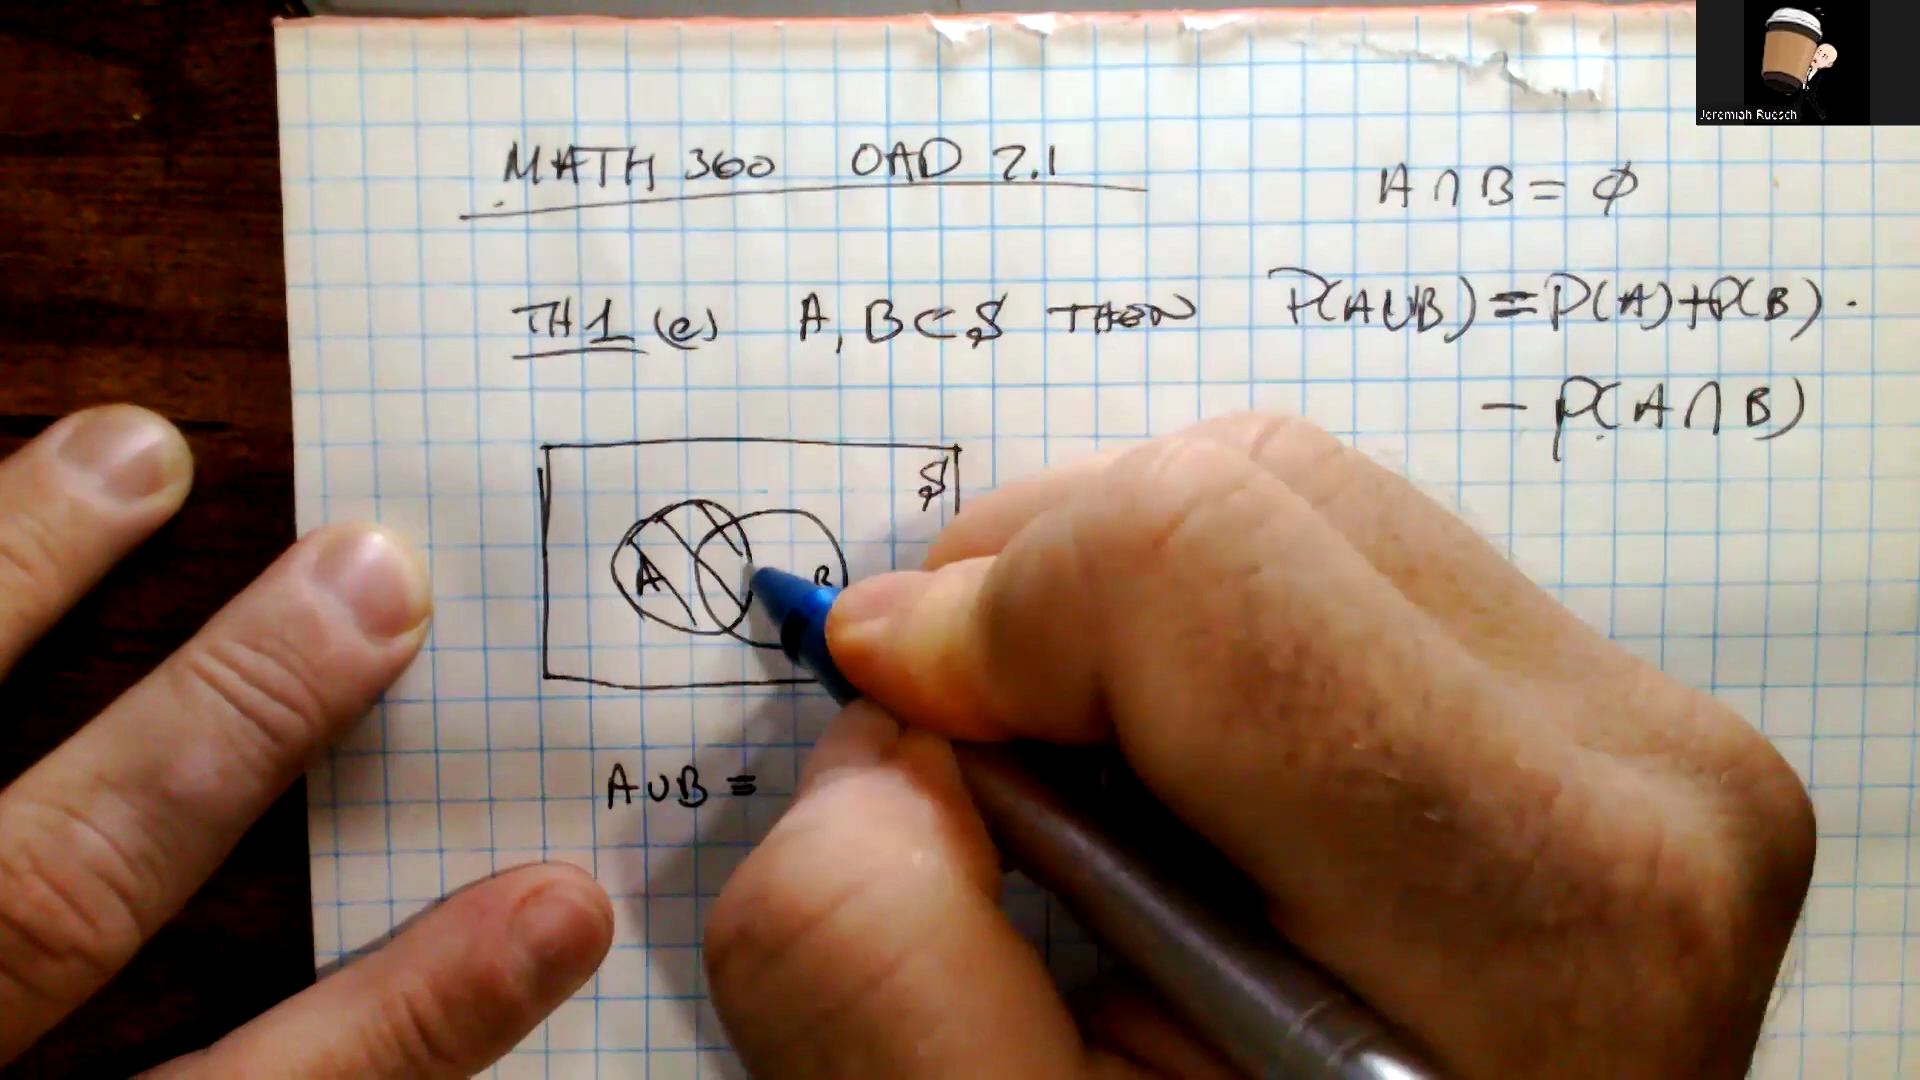 Jeremiah Ruesch
MATH 360 OAD 2.1
A ∩ B = ∅
TH 1 (e) A, B ⊂ $ THEN P(A∪B) = P(A) + P(B) .
- P(A ∩ B)
$
A B
A∪B =